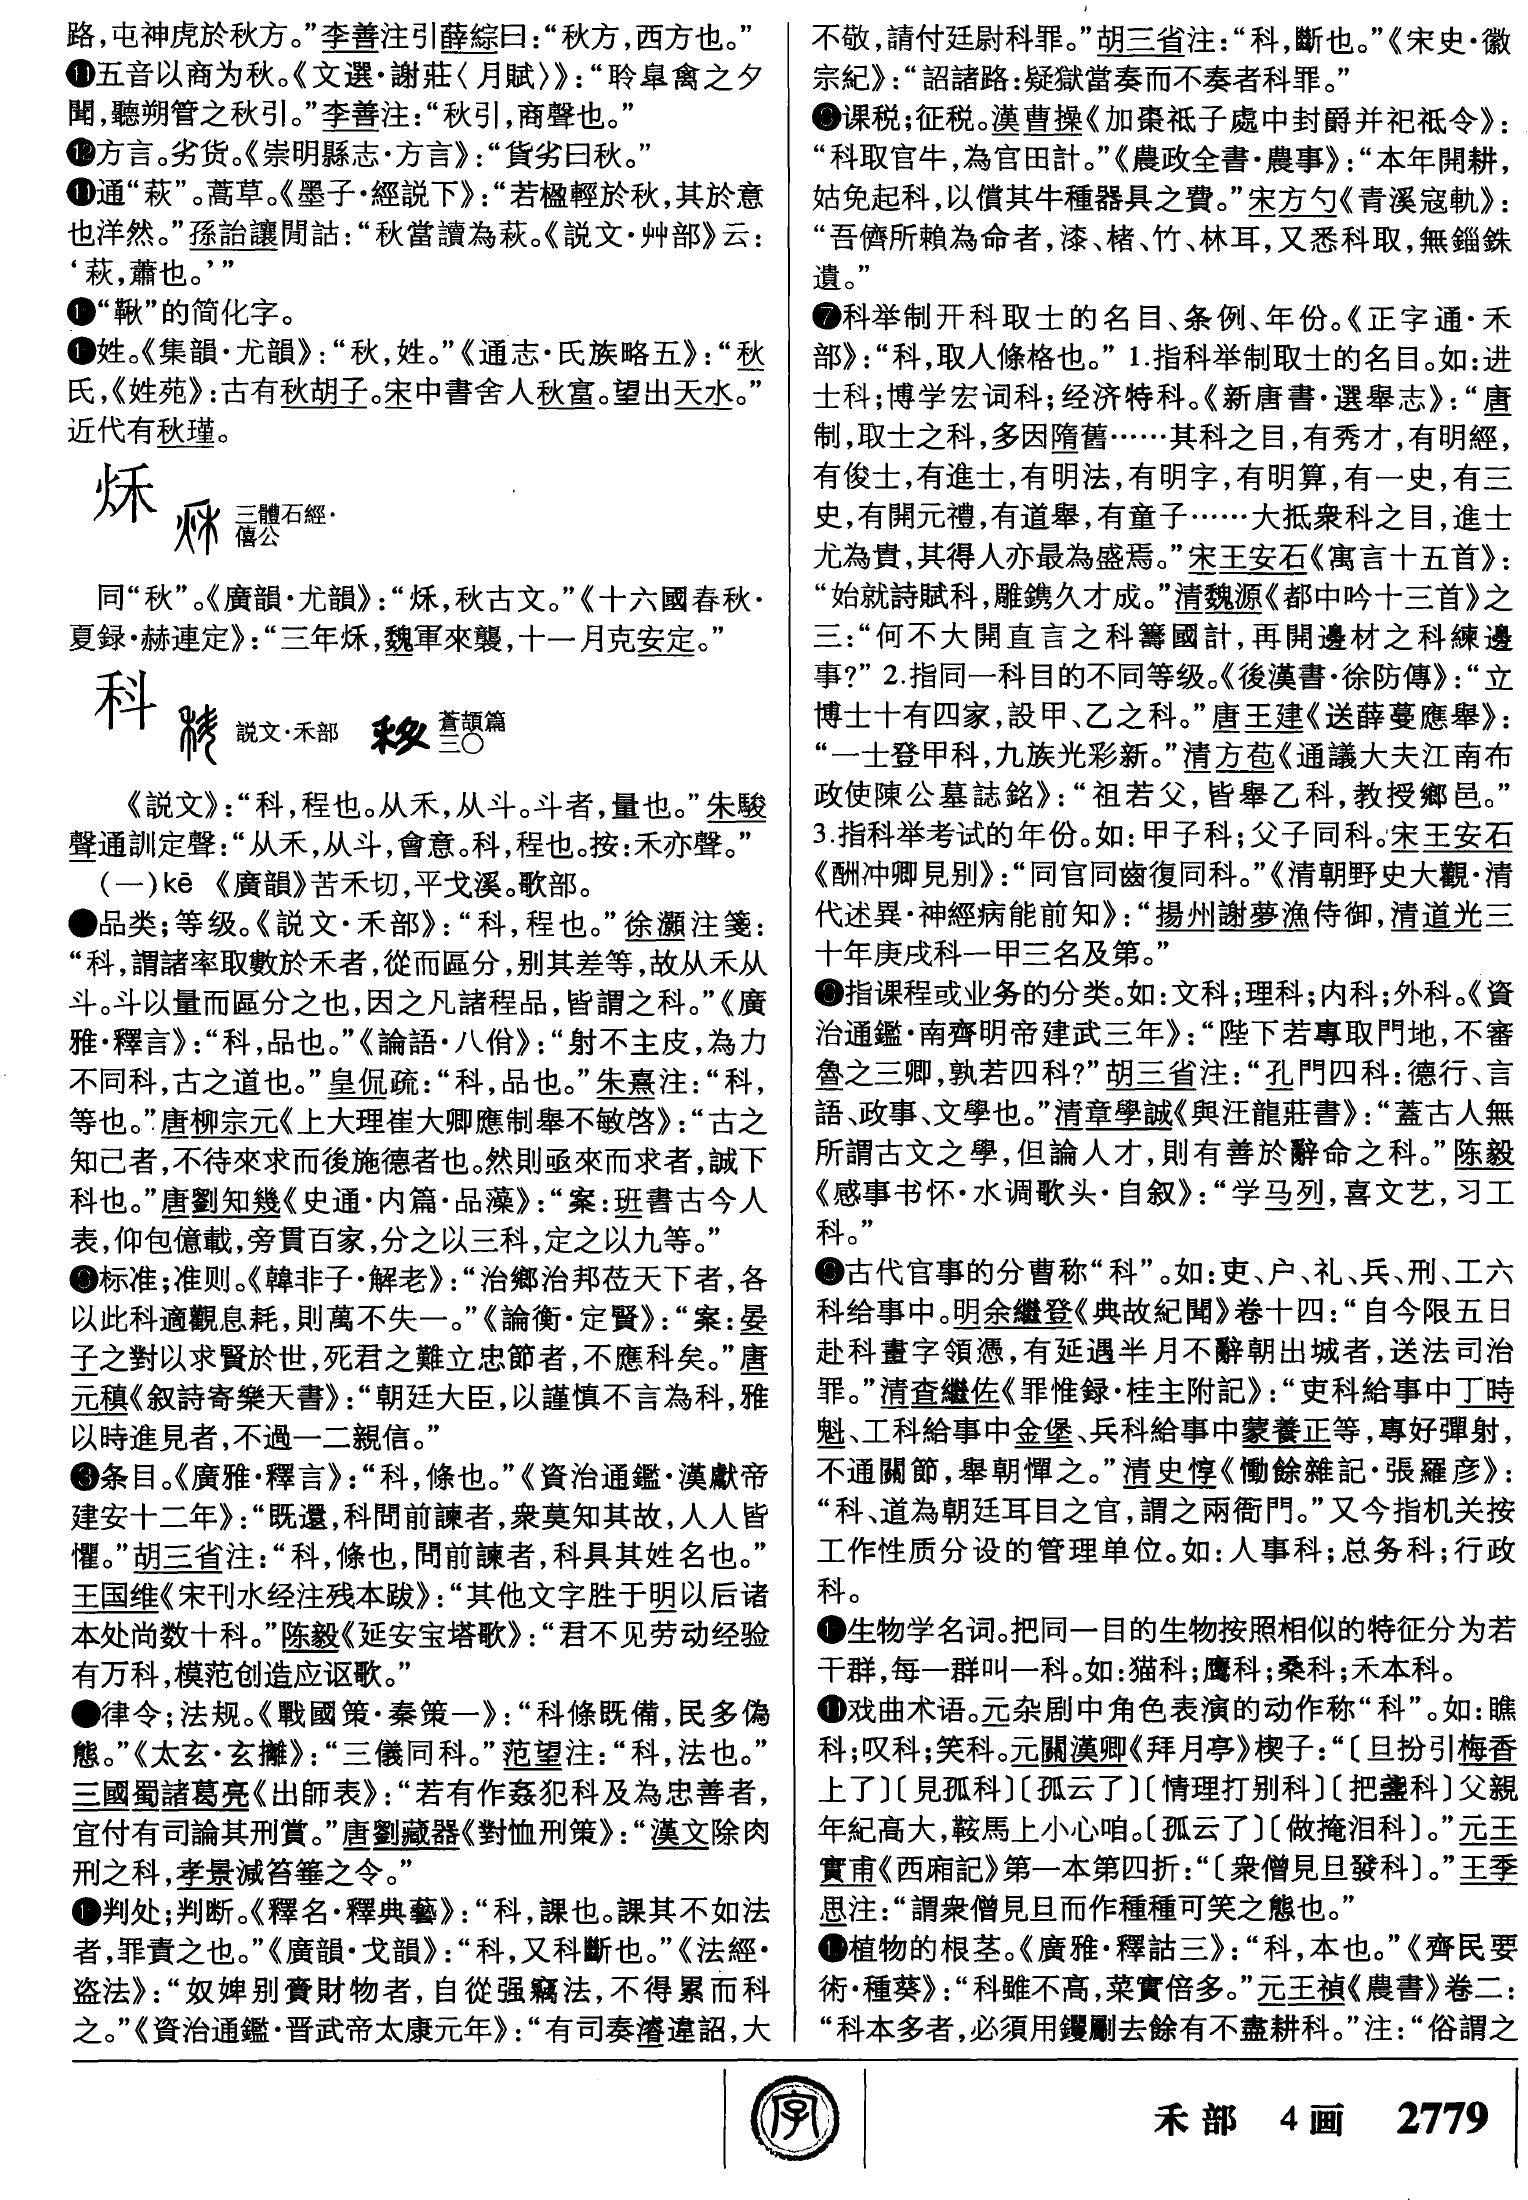 路，屯神虎於秋方。”李善注引薛綜曰：“秋方，西方也。”
⓫五音以商为秋。《文選·謝莊〈月賦〉》：“聆皐禽之夕
聞，聽朔管之秋引。”李善注：“秋引，商聲也。”
⓬方言。劣货。《崇明縣志·方言》：“貨劣曰秋。”
⓫通“萩”。蒿草。《墨子·經説下》：“若楹輕於秋，其於意
也洋然。”孫詒讓閒詁：“秋當讀為萩。《説文·艸部》云：
‘萩，蕭也。’”
“鞦”的简化字。
姓。《集韻·尤韻》：“秋，姓。”《通志·氏族略五》：“秋
氏，《姓苑》：古有秋胡子。宋中書舍人秋富。望出天水。”
近代有秋瑾。
秌
三體石經·
僖公
同“秋”。《廣韻·尤韻》：“秌，秋古文。”《十六國春秋·
夏録·赫連定》：“三年秌，魏軍來襲，十一月克安定。”
科
説文·禾部 蒼頡篇
三〇
《説文》：“科，程也。从禾，从斗。斗者，量也。”朱駿
聲通訓定聲：“从禾，从斗，會意。科，程也。按：禾亦聲。”
（一）kē 《廣韻》苦禾切，平戈溪。歌部。
品类；等级。《説文·禾部》：“科，程也。”徐灝注箋：
“科，謂諸率取數於禾者，從而區分，别其差等，故从禾从
斗。斗以量而區分之也，因之凡諸程品，皆謂之科。”《廣
雅·釋言》：“科，品也。”《論語·八佾》：“射不主皮，為力
不同科，古之道也。”皇侃疏：“科，品也。”朱熹注：“科，
等也。”唐柳宗元《上大理崔大卿應制舉不敏啓》：“古之
知己者，不待來求而後施德者也。然則亟來而求者，誠下
科也。”唐劉知幾《史通·内篇·品藻》：“案：班書古今人
表，仰包億載，旁貫百家，分之以三科，定之以九等。”
标准；准则。《韓非子·解老》：“治鄉治邦莅天下者，各
以此科適觀息耗，則萬不失一。”《論衡·定賢》：“案：晏
子之對以求賢於世，死君之難立忠節者，不應科矣。”唐
元稹《叙詩寄樂天書》：“朝廷大臣，以謹慎不言為科，雅
以時進見者，不過一二親信。”
❸条目。《廣雅·釋言》：“科，條也。”《資治通鑑·漢獻帝
建安十二年》：“既還，科問前諫者，衆莫知其故，人人皆
懼。”胡三省注：“科，條也，問前諫者，科具其姓名也。”
王国维《宋刊水经注残本跋》：“其他文字胜于明以后诸
本处尚数十科。”陈毅《延安宝塔歌》：“君不见劳动经验
有万科，模范创造应讴歌。”
律令；法规。《戰國策·秦策一》：“科條既備，民多偽
態。”《太玄·玄攡》：“三儀同科。”范望注：“科，法也。”
三國蜀諸葛亮《出師表》：“若有作姦犯科及為忠善者，
宜付有司論其刑賞。”唐劉藏器《對恤刑策》：“漢文除肉
刑之科，孝景減笞箠之令。”
判处；判断。《釋名·釋典藝》：“科，課也。課其不如法
者，罪責之也。”《廣韻·戈韻》：“科，又科斷也。”《法經·
盗法》：“奴婢别賫財物者，自從强竊法，不得累而科
之。”《資治通鑑·晋武帝太康元年》：“有司奏濬違詔，大
不敬，請付廷尉科罪。”胡三省注：“科，斷也。”《宋史·徽
宗紀》：“詔諸路：疑獄當奏而不奏者科罪。”
课税；征税。漢曹操《加棗祗子處中封爵并祀祗令》：
“科取官牛，為官田計。”《農政全書·農事》：“本年開耕，
姑免起科，以償其牛種器具之費。”宋方勺《青溪寇軌》：
“吾儕所賴為命者，漆、楮、竹、林耳，又悉科取，無錙銖
遺。”
❼科举制开科取士的名目、条例、年份。《正字通·禾
部》：“科，取人條格也。” 1.指科举制取士的名目。如：进
士科；博学宏词科；经济特科。《新唐書·選舉志》：“唐
制，取士之科，多因隋舊……其科之目，有秀才，有明經，
有俊士，有進士，有明法，有明字，有明算，有一史，有三
史，有開元禮，有道舉，有童子……大抵衆科之目，進士
尤為貴，其得人亦最為盛焉。”宋王安石《寓言十五首》：
“始就詩賦科，雕鎸久才成。”清魏源《都中吟十三首》之
三：“何不大開直言之科籌國計，再開邊材之科練邊
事？” 2.指同一科目的不同等级。《後漢書·徐防傳》：“立
博士十有四家，設甲、乙之科。”唐王建《送薛蔓應舉》：
“一士登甲科，九族光彩新。”清方苞《通議大夫江南布
政使陳公墓誌銘》：“祖若父，皆舉乙科，教授鄉邑。”
3.指科举考试的年份。如：甲子科；父子同科。宋王安石
《酬冲卿見别》：“同官同齒復同科。”《清朝野史大觀·清
代述異·神經病能前知》：“揚州謝夢漁侍御，清道光三
十年庚戌科一甲三名及第。”
指课程或业务的分类。如：文科；理科；内科；外科。《資
治通鑑·南齊明帝建武三年》：“陛下若專取門地，不審
魯之三卿，孰若四科？”胡三省注：“孔門四科：德行、言
語、政事、文學也。”清章學誠《與汪龍莊書》：“蓋古人無
所謂古文之學，但論人才，則有善於辭命之科。”陈毅
《感事书怀·水调歌头·自叙》：“学马列，喜文艺，习工
科。”
古代官事的分曹称“科”。如：吏、户、礼、兵、刑、工六
科给事中。明余繼登《典故紀聞》卷十四：“自今限五日
赴科畫字領憑，有延遇半月不辭朝出城者，送法司治
罪。”清查繼佐《罪惟録·桂主附記》：“吏科給事中丁時
魁、工科給事中金堡、兵科給事中蒙養正等，專好彈射，
不通關節，舉朝憚之。”清史惇《慟餘雜記·張羅彦》：
“科、道為朝廷耳目之官，謂之兩衙門。”又今指机关按
工作性质分设的管理单位。如：人事科；总务科；行政
科。
生物学名词。把同一目的生物按照相似的特征分为若
干群，每一群叫一科。如：猫科；鹰科；桑科；禾本科。
⓫戏曲术语。元杂剧中角色表演的动作称“科”。如：瞧
科；叹科；笑科。元關漢卿《拜月亭》楔子：“〔旦扮引梅香
上了〕〔見孤科〕〔孤云了〕〔情理打别科〕〔把盞科〕父親
年紀高大，鞍馬上小心咱。〔孤云了〕〔做掩泪科〕。”元王
實甫《西廂記》第一本第四折：“〔衆僧見旦發科〕。”王季
思注：“謂衆僧見旦而作種種可笑之態也。”
植物的根茎。《廣雅·釋詁三》：“科，本也。”《齊民要
術·種葵》：“科雖不高，菜實倍多。”元王禎《農書》卷二：
“科本多者，必須用钁劚去餘有不盡耕科。”注：“俗謂之
字
禾部 4画 2779